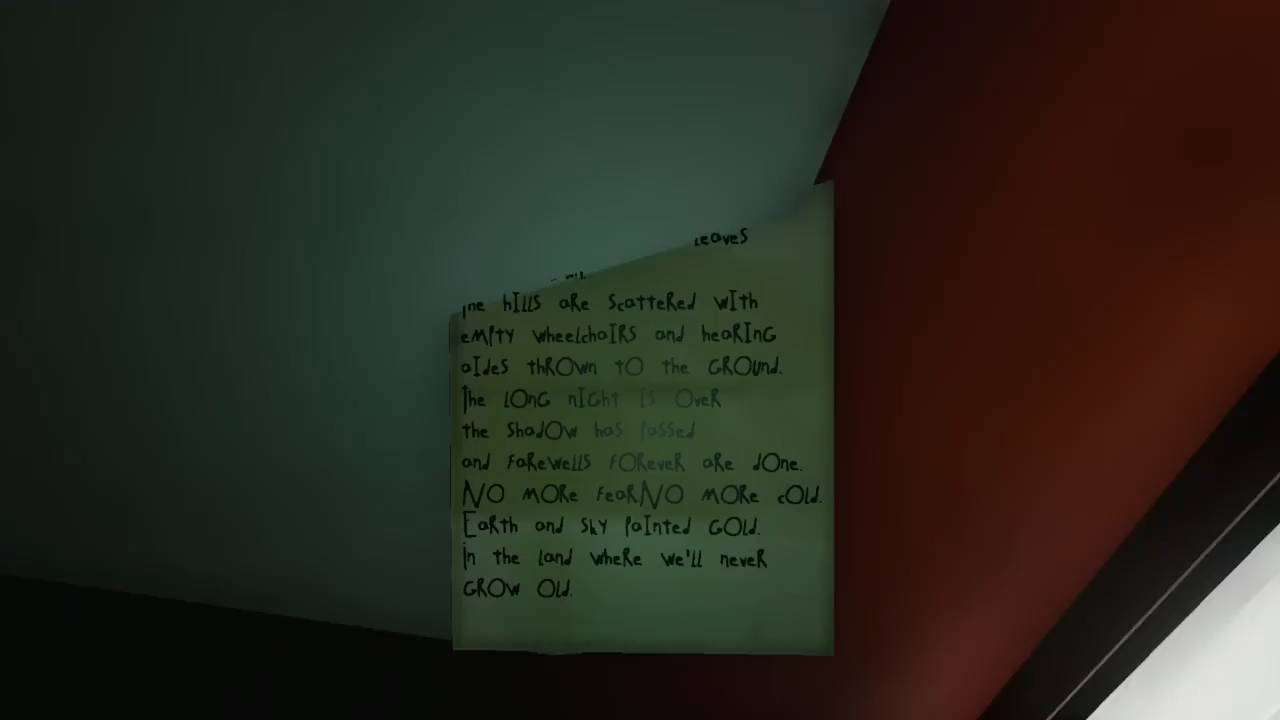 leaves
The hills are scattered with
empty wheelchairs and hearing
aides thrown to the ground.
The long night is over
the shadow has passed
and farewells forever are done.
No more fearNo more cold.
Earth and sky painted gold.
In the land where we'll never
grow old.